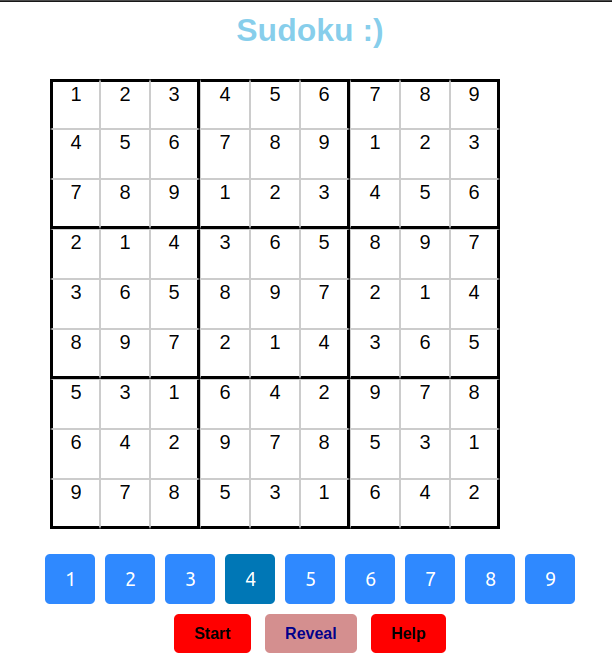 Sudoku :)
1 2 3 4 5 6 7 8 9
4 5 6 7 8 9 1 2 3
7 8 9 1 2 3 4 5 6
2 1 4 3 6 5 8 9 7
3 6 5 8 9 7 2 1 4
8 9 7 2 1 4 3 6 5
5 3 1 6 4 2 9 7 8
6 4 2 9 7 8 5 3 1
9 7 8 5 3 1 6 4 2
1 2 3 4 5 6 7 8 9
Start Reveal Help